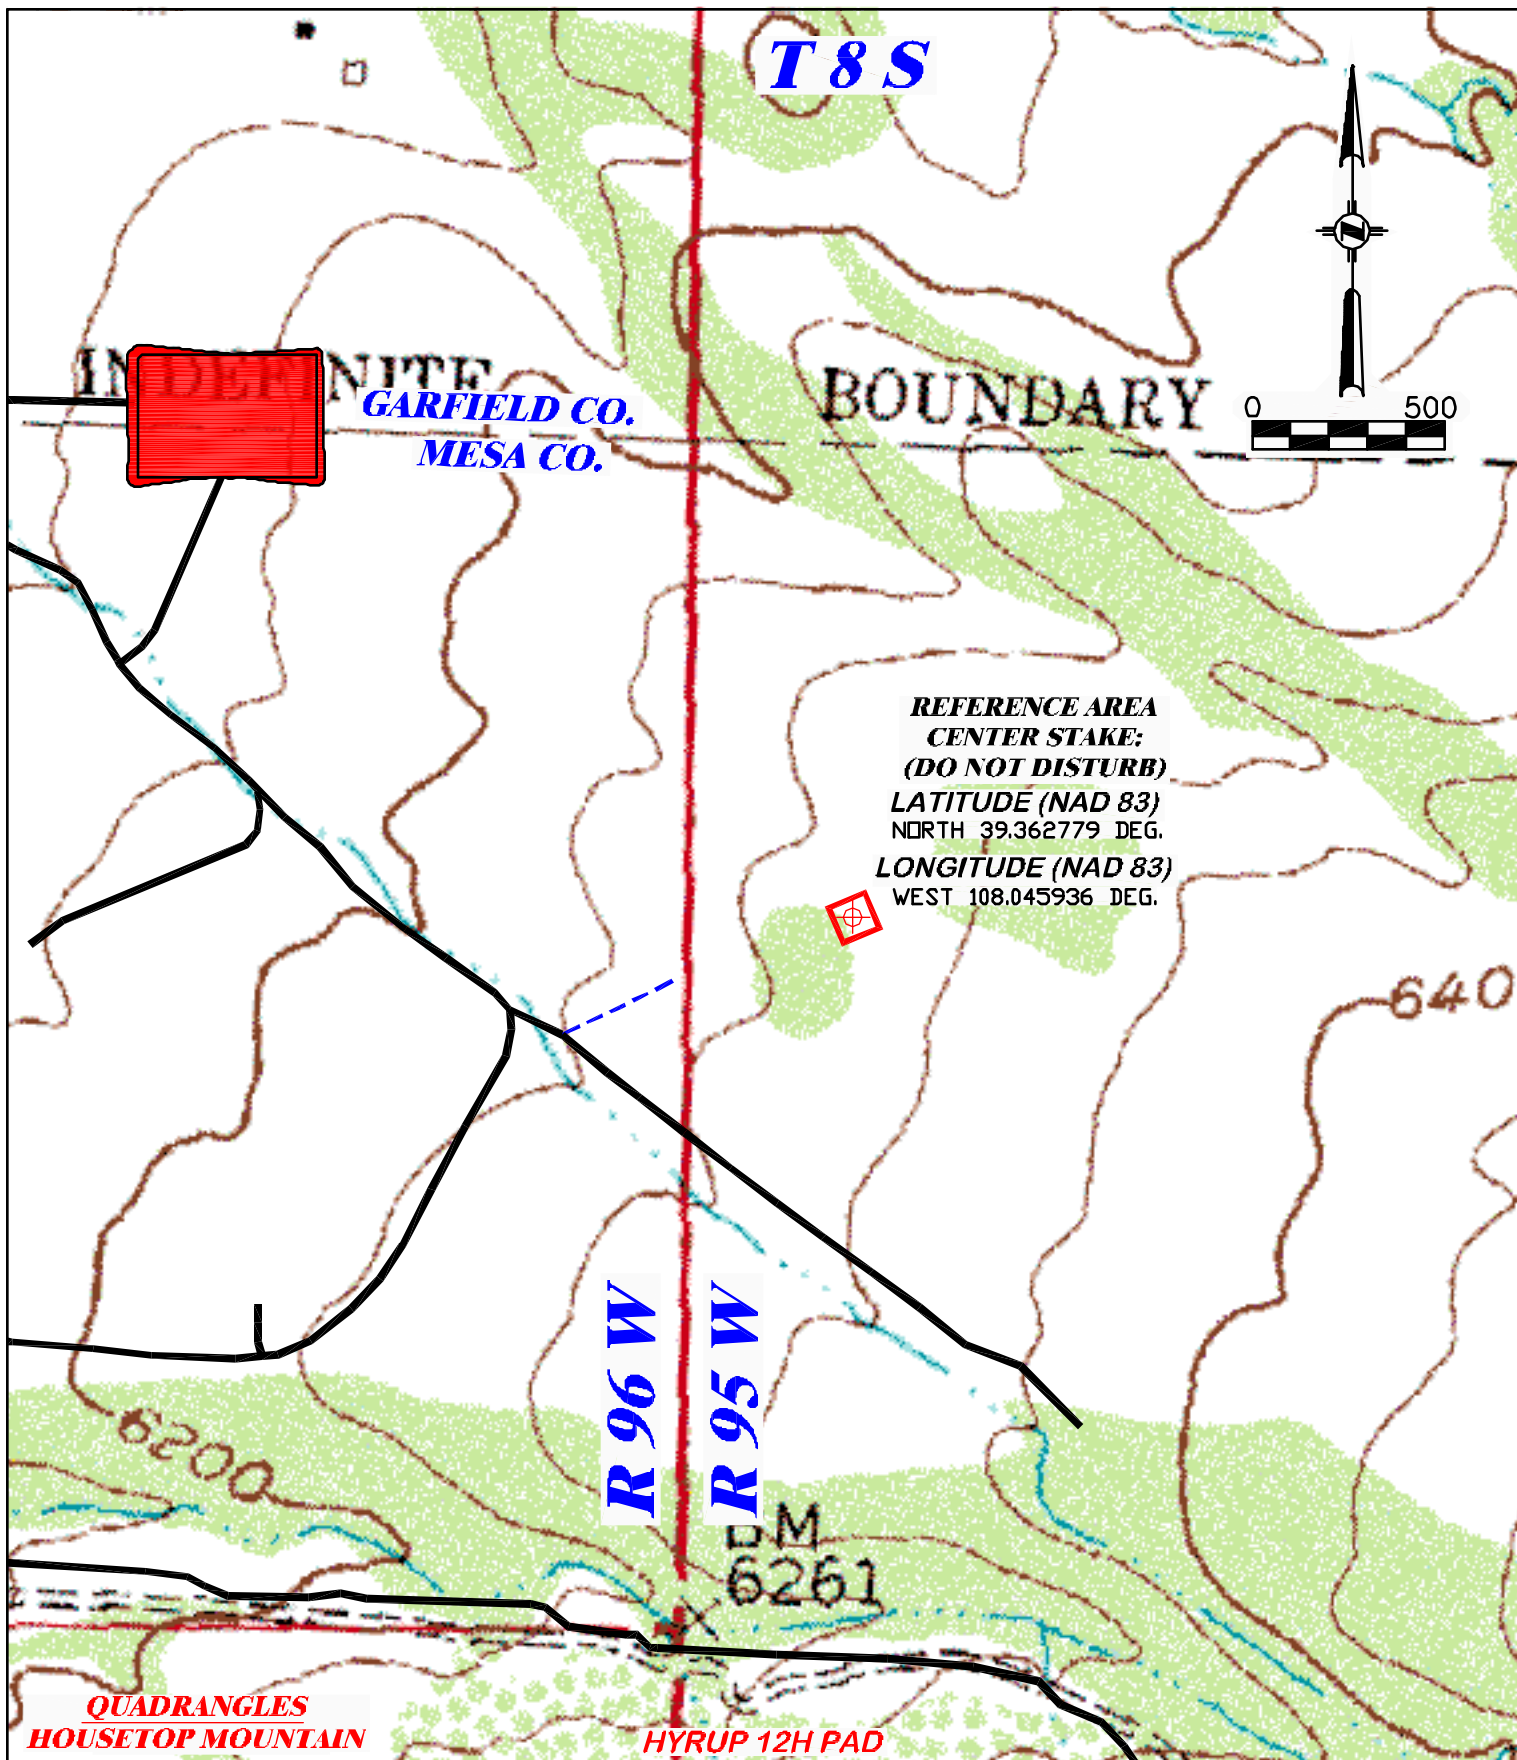 T 8 S
INDEFINITE BOUNDARY
GARFIELD CO.
MESA CO.
0 500
N
REFERENCE AREA
CENTER STAKE:
(DO NOT DISTURB)
LATITUDE (NAD 83)
NORTH 39.362779 DEG.
LONGITUDE (NAD 83)
WEST 108.045936 DEG.
640
R 96 W
R 95 W
6200
BM
6261
QUADRANGLES
HOUSETOP MOUNTAIN
HYRUP 12H PAD